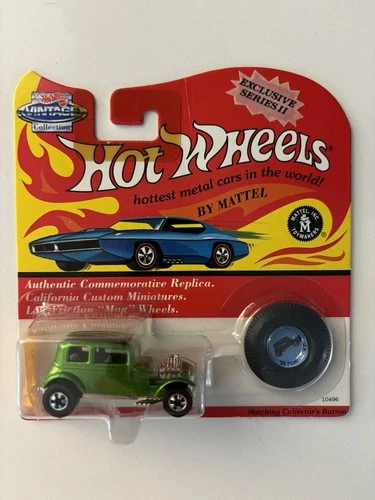 VINTAGE
Collection
EXCLUSIVE
SERIES II
HOT WHEELS®
hottest metal cars in the world!
BY MATTEL
MATTEL, INC.
M
TOYMAKERS
Authentic Commemorative Replica.
California Custom Miniatures.
Low-Friction "Mag" Wheels.
10496
Matching Collector's Button